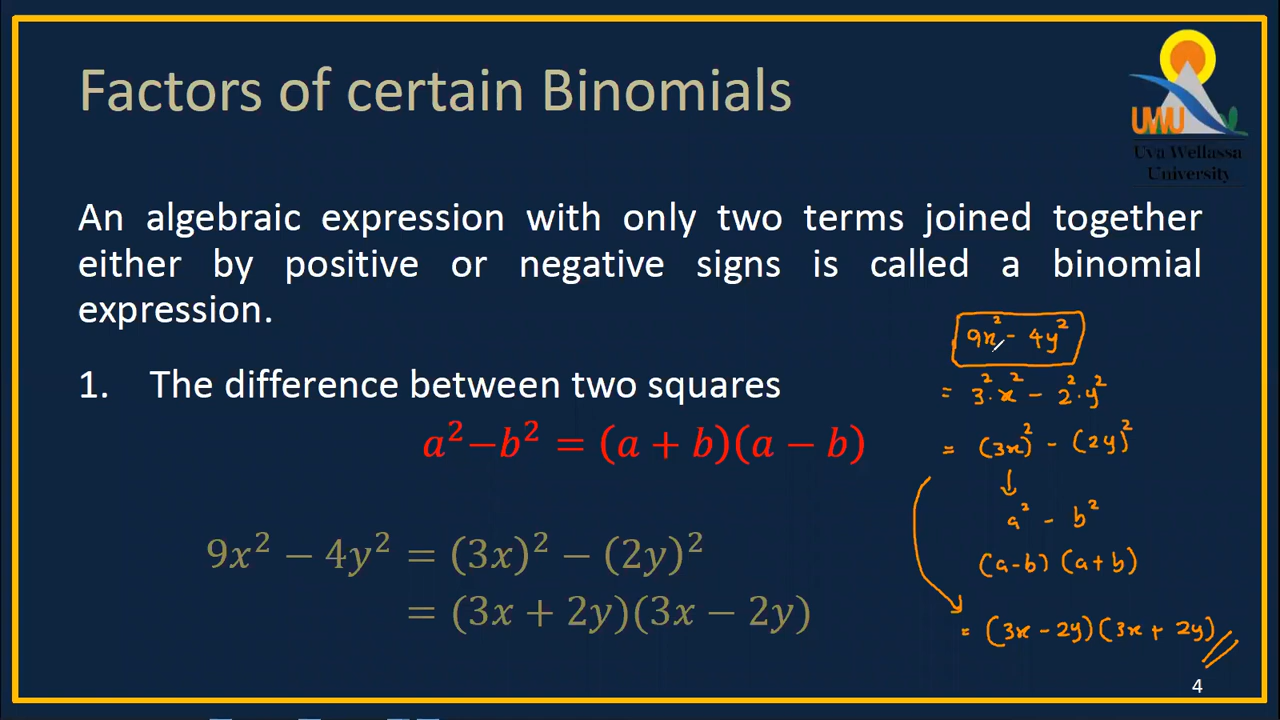 Factors of certain Binomials
UWU
Uva Wellassa
University
An algebraic expression with only two terms joined together
either by positive or negative signs is called a binomial
expression.
1. The difference between two squares
a²−b² = (a + b)(a − b)
9x² − 4y² = (3x)² − (2y)²
= (3x + 2y)(3x − 2y)
9x² - 4y²
= 3²·x² - 2²·y²
= (3x)² - (2y)²
↓
a² - b²
(a-b) (a+b)
= (3x - 2y)(3x + 2y)//
4